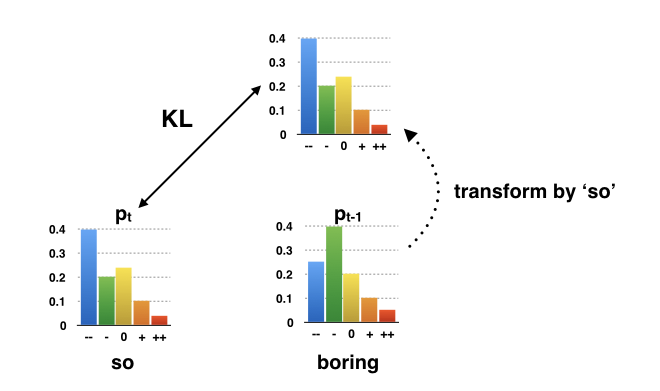 0.4
0.3
0.2
0.1
0
-- - 0 + ++
KL
transform by ‘so’
pt
0.4
0.3
0.2
0.1
0
-- - 0 + ++
so
pt-1
0.4
0.3
0.2
0.1
0
-- - 0 + ++
boring